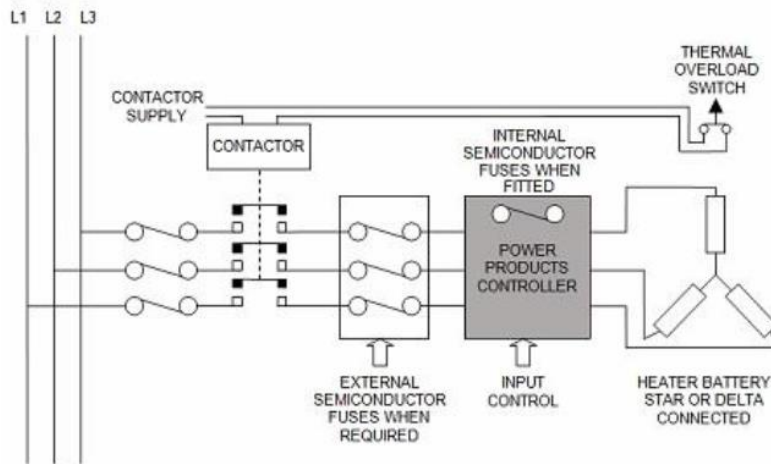 L1 L2 L3
THERMAL
OVERLOAD
SWITCH
CONTACTOR
SUPPLY
CONTACTOR
INTERNAL
SEMICONDUCTOR
FUSES WHEN
FITTED
POWER
PRODUCTS
CONTROLLER
EXTERNAL
SEMICONDUCTOR
FUSES WHEN
REQUIRED
INPUT
CONTROL
HEATER BATTERY
STAR OR DELTA
CONNECTED